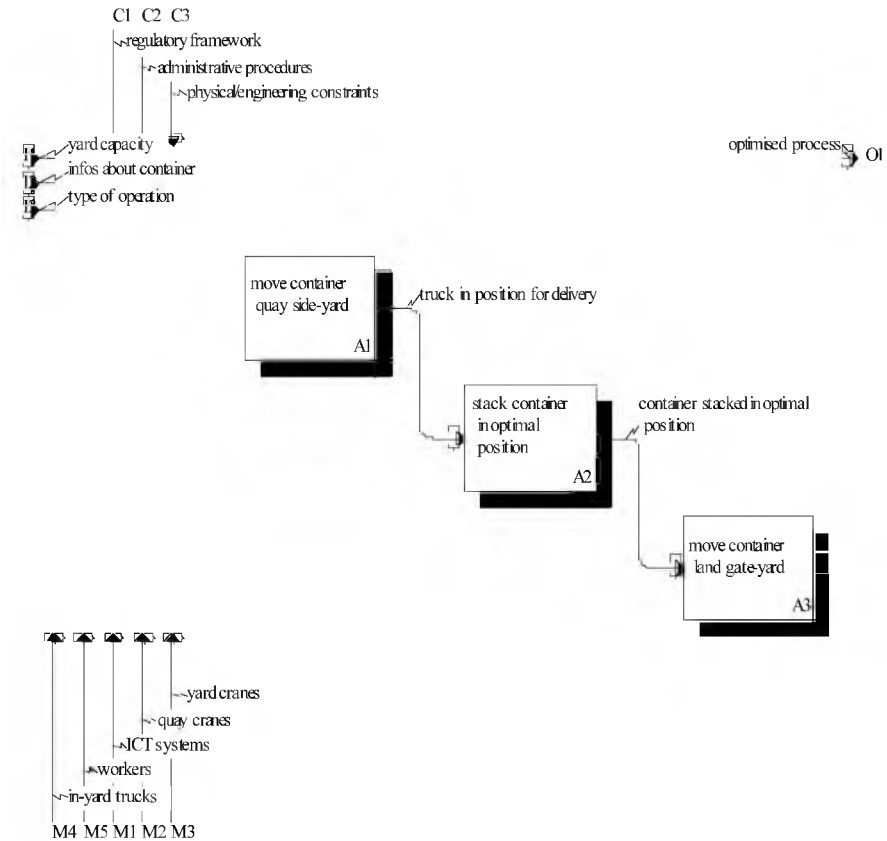 C1 C2 C3
regulatory framework
administrative procedures
physical/engineering constraints
yard capacity
infos about container
type of operation
optimised process
O1
move container
quay side-yard
A1
truck in position for delivery
stack container
in optimal
position
A2
container stacked in optimal
position
move container
land gate-yard
A3
yard cranes
quay cranes
ICT systems
workers
in-yard trucks
M4 M5 M1 M2 M3